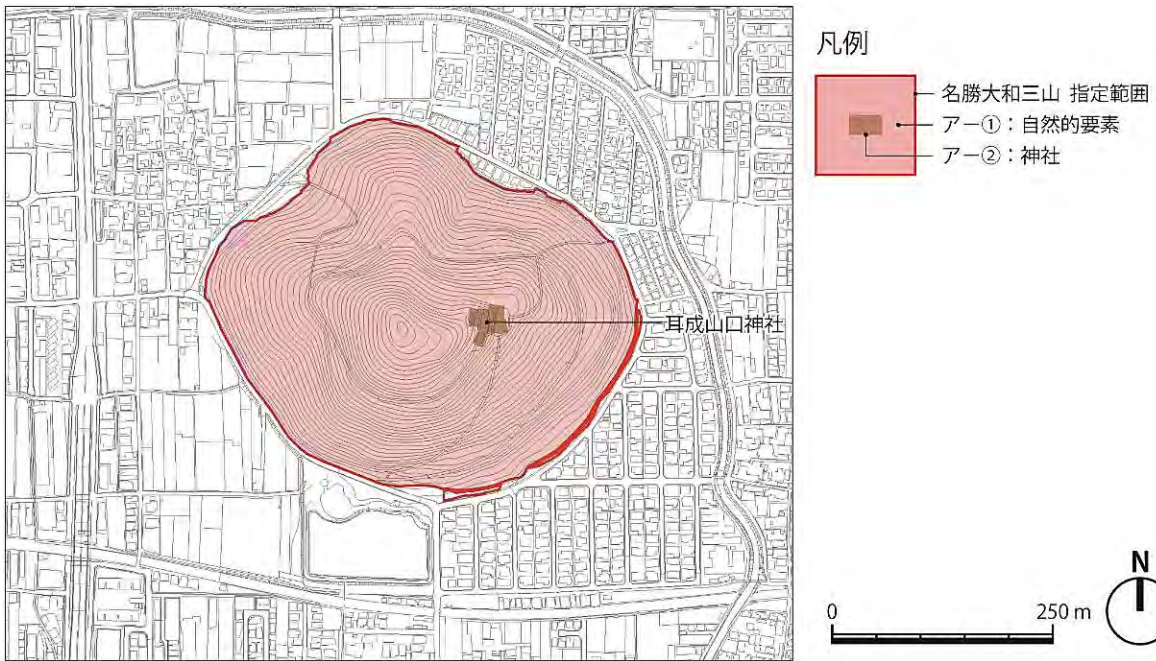 凡例
名勝大和三山 指定範囲
アー①：自然的要素
アー②：神社
耳成山口神社
N
0 250 m